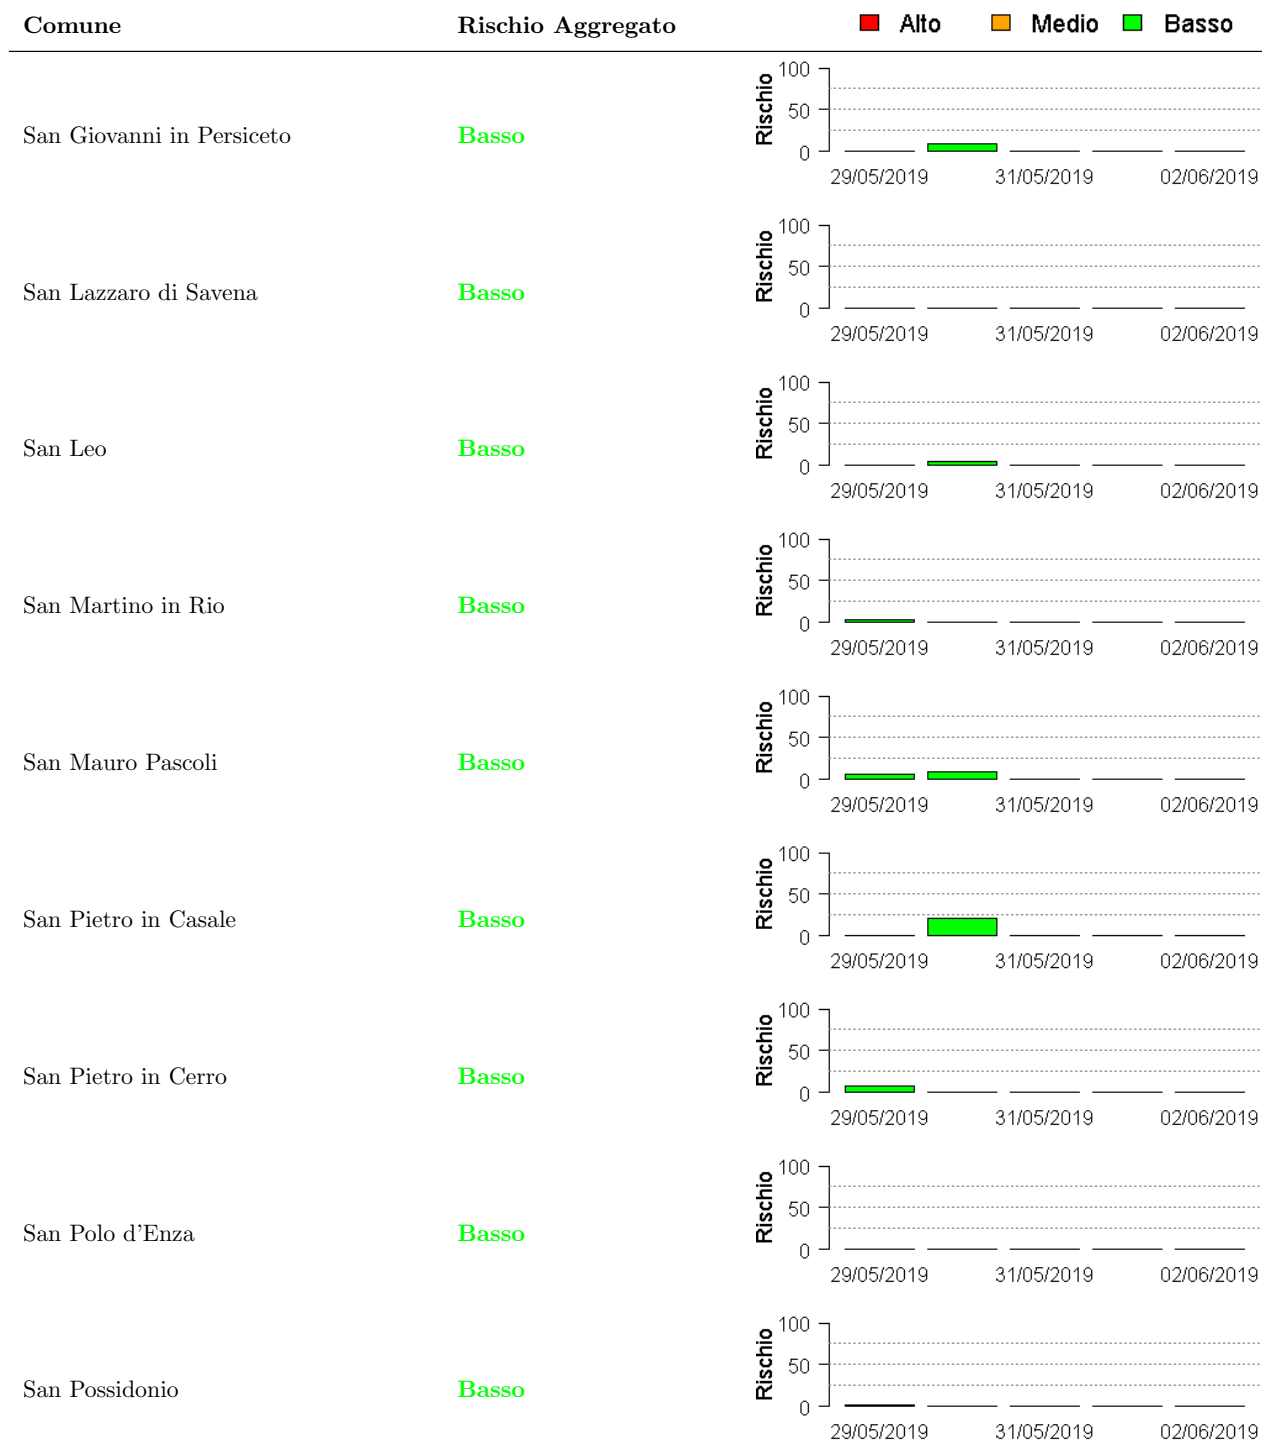 Comune Rischio Aggregato Alto Medio Basso
San Giovanni in Persiceto Basso Rischio 100 50 0
29/05/2019 31/05/2019 02/06/2019
San Lazzaro di Savena Basso Rischio 100 50 0
29/05/2019 31/05/2019 02/06/2019
San Leo Basso Rischio 100 50 0
29/05/2019 31/05/2019 02/06/2019
San Martino in Rio Basso Rischio 100 50 0
29/05/2019 31/05/2019 02/06/2019
San Mauro Pascoli Basso Rischio 100 50 0
29/05/2019 31/05/2019 02/06/2019
San Pietro in Casale Basso Rischio 100 50 0
29/05/2019 31/05/2019 02/06/2019
San Pietro in Cerro Basso Rischio 100 50 0
29/05/2019 31/05/2019 02/06/2019
San Polo d'Enza Basso Rischio 100 50 0
29/05/2019 31/05/2019 02/06/2019
San Possidonio Basso Rischio 100 50 0
29/05/2019 31/05/2019 02/06/2019